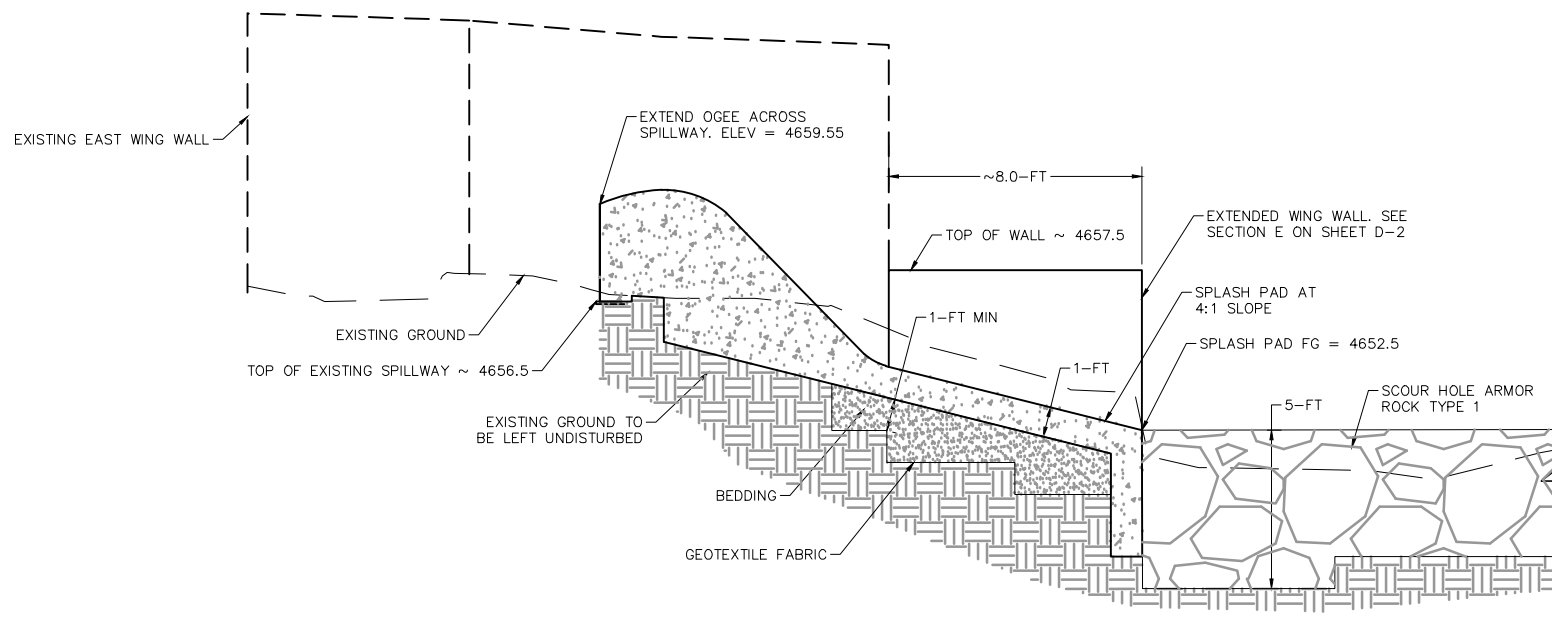 EXISTING EAST WING WALL
EXTEND OGEE ACROSS
SPILLWAY. ELEV = 4659.55
~8.0-FT
EXTENDED WING WALL. SEE
SECTION E ON SHEET D-2
TOP OF WALL ~ 4657.5
SPLASH PAD AT
4:1 SLOPE
EXISTING GROUND
1-FT MIN
SPLASH PAD FG = 4652.5
TOP OF EXISTING SPILLWAY ~ 4656.5
1-FT
SCOUR HOLE ARMOR
ROCK TYPE 1
5-FT
EXISTING GROUND TO
BE LEFT UNDISTURBED
BEDDING
GEOTEXTILE FABRIC